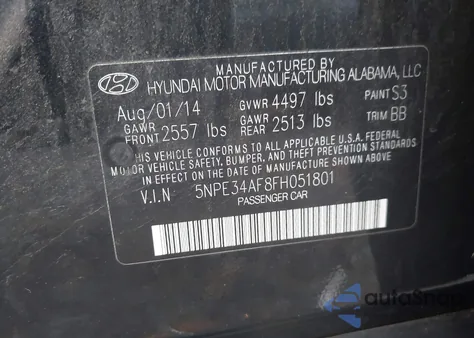 MANUFACTURED BY
HYUNDAI MOTOR MANUFACTURING ALABAMA, LLC
Aug/01/14 GVWR 4497 lbs PAINT S3
GAWR FRONT 2557 lbs GAWR REAR 2513 lbs TRIM BB
THIS VEHICLE CONFORMS TO ALL APPLICABLE U.S.A. FEDERAL
MOTOR VEHICLE SAFETY, BUMPER, AND THEFT PREVENTION STANDARDS
IN EFFECT ON THE DATE OF MANUFACTURE SHOWN ABOVE.
V.I.N 5NPE34AF8FH051801
PASSENGER CAR
autoSnap